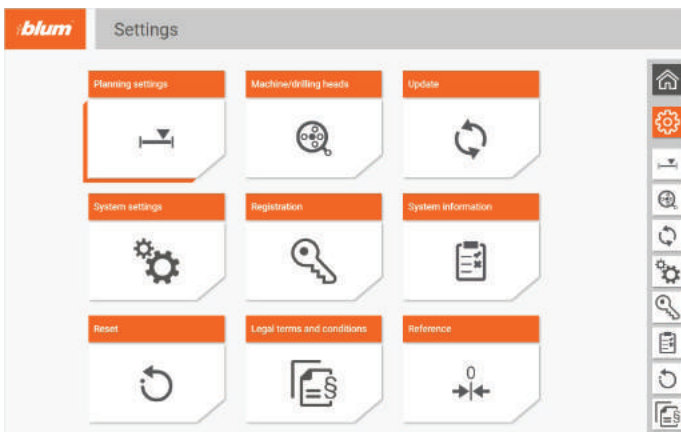 blum
Settings
Planning settings
Machine/drilling heads
Update
System settings
Registration
System information
Reset
Legal terms and conditions
Reference
§
0
§